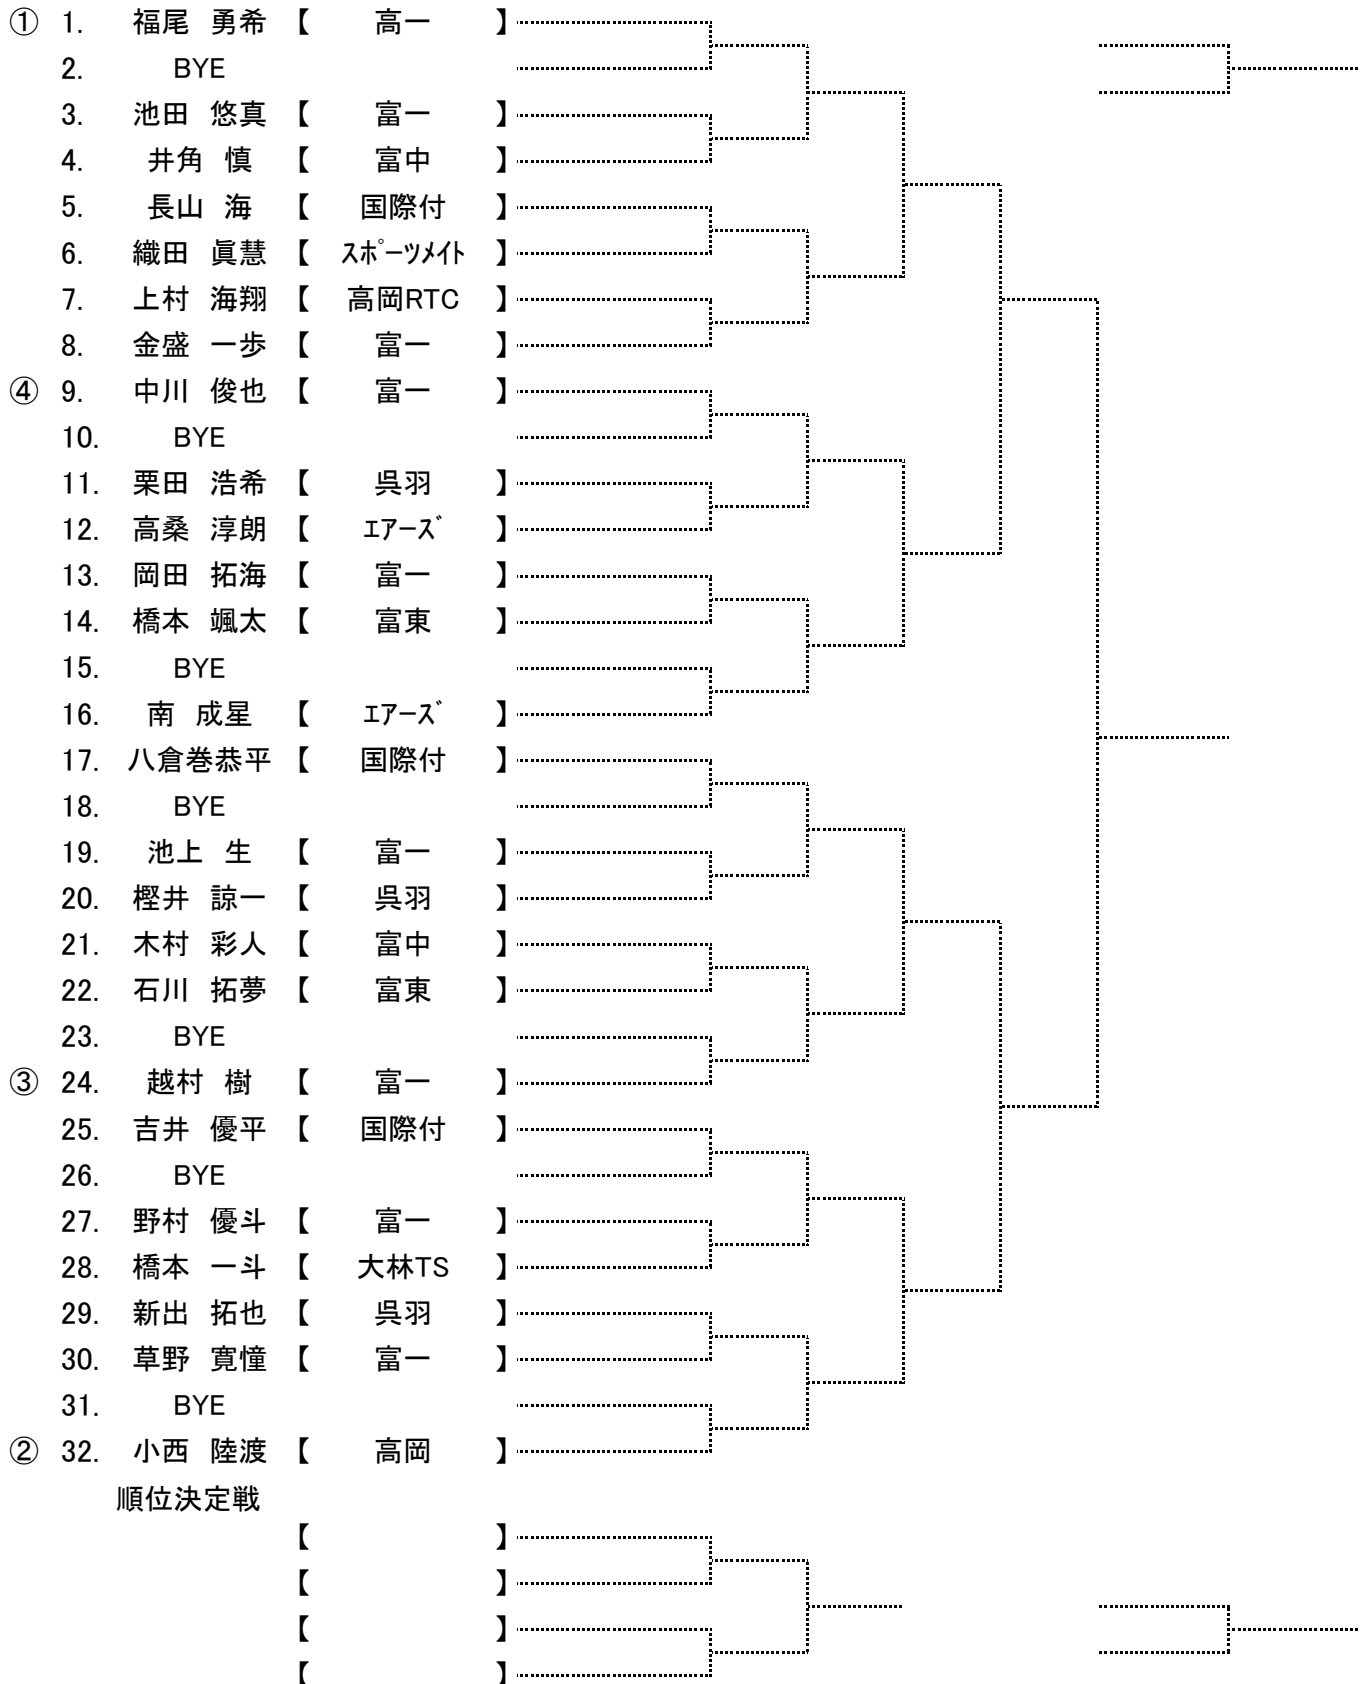 ① 1. 福尾 勇希 【 高一 】
2. BYE
3. 池田 悠真 【 富一 】
4. 井角 慎 【 富中 】
5. 長山 海 【 国際付 】
6. 織田 眞慧 【 ｽﾎﾟｰﾂﾒｲﾄ 】
7. 上村 海翔 【 高岡RTC 】
8. 金盛 一歩 【 富一 】
④ 9. 中川 俊也 【 富一 】
10. BYE
11. 栗田 浩希 【 呉羽 】
12. 高桑 淳朗 【 ｴｱｰｽﾞ 】
13. 岡田 拓海 【 富一 】
14. 橋本 颯太 【 富東 】
15. BYE
16. 南 成星 【 ｴｱｰｽﾞ 】
17. 八倉巻恭平 【 国際付 】
18. BYE
19. 池上 生 【 富一 】
20. 樫井 諒一 【 呉羽 】
21. 木村 彩人 【 富中 】
22. 石川 拓夢 【 富東 】
23. BYE
③ 24. 越村 樹 【 富一 】
25. 吉井 優平 【 国際付 】
26. BYE
27. 野村 優斗 【 富一 】
28. 橋本 一斗 【 大林TS 】
29. 新出 拓也 【 呉羽 】
30. 草野 寛憧 【 富一 】
31. BYE
② 32. 小西 陸渡 【 高岡 】
順位決定戦
【 】
【 】
【 】
【 】